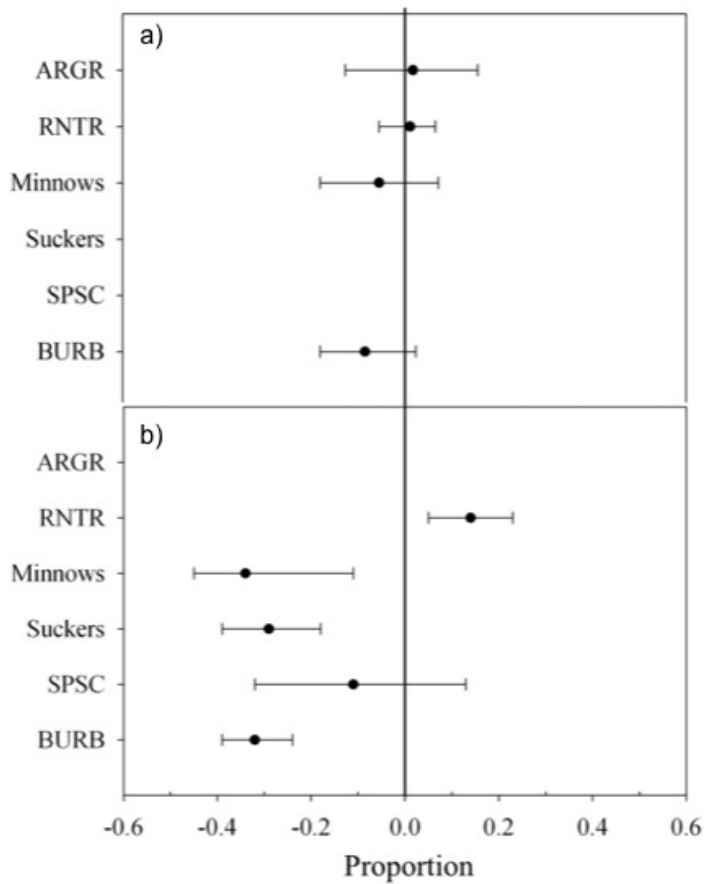 a)
ARGR
RNTR
Minnows
Suckers
SPSC
BURB
b)
ARGR
RNTR
Minnows
Suckers
SPSC
BURB
-0.6 -0.4 -0.2 0.0 0.2 0.4 0.6
Proportion